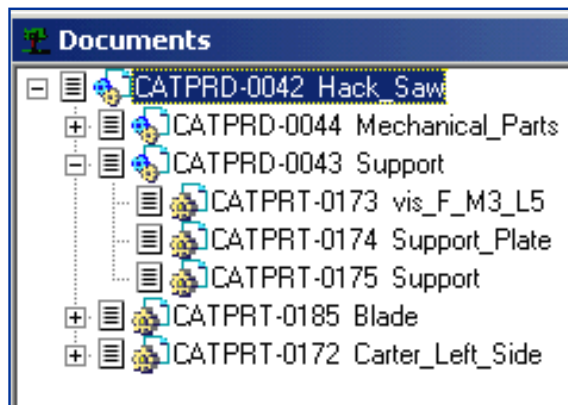 Documents
CATPRD-0042 Hack_Saw
CATPRD-0044 Mechanical_Parts
CATPRD-0043 Support
CATPRT-0173 vis_F_M3_L5
CATPRT-0174 Support_Plate
CATPRT-0175 Support
CATPRT-0185 Blade
CATPRT-0172 Carter_Left_Side